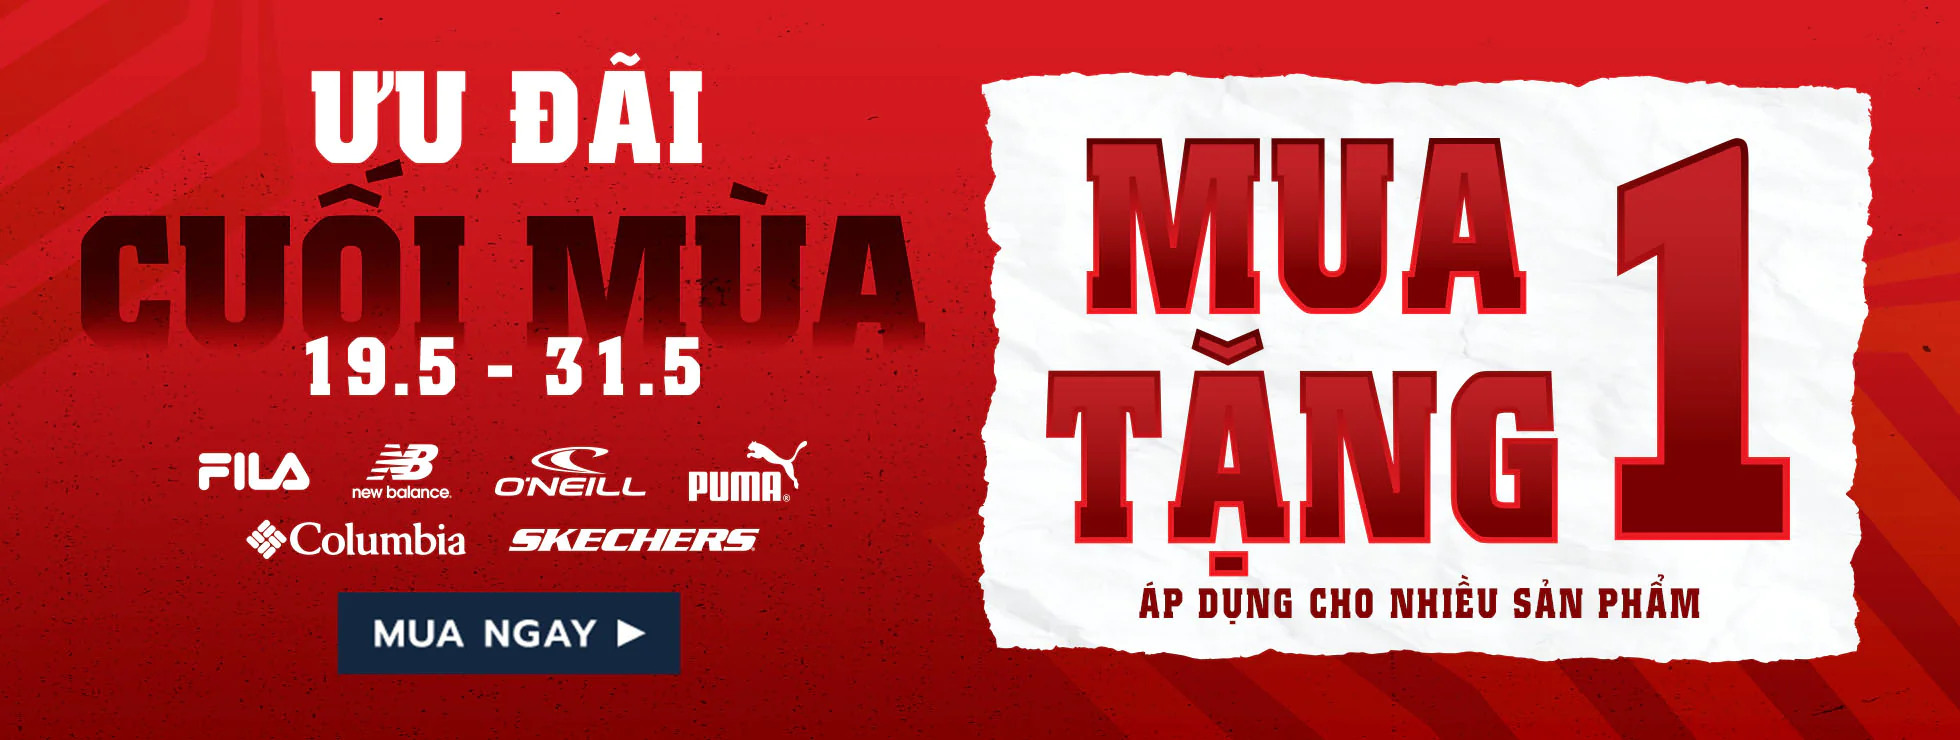 ƯU ĐÃI
CUỐI MÙA
19.5 - 31.5
FILA
NB
new balance.
O'NEILL
PUMA®
Columbia
SKECHERS
MUA NGAY
MUA
TẶNG
1
ÁP DỤNG CHO NHIỀU SẢN PHẨM